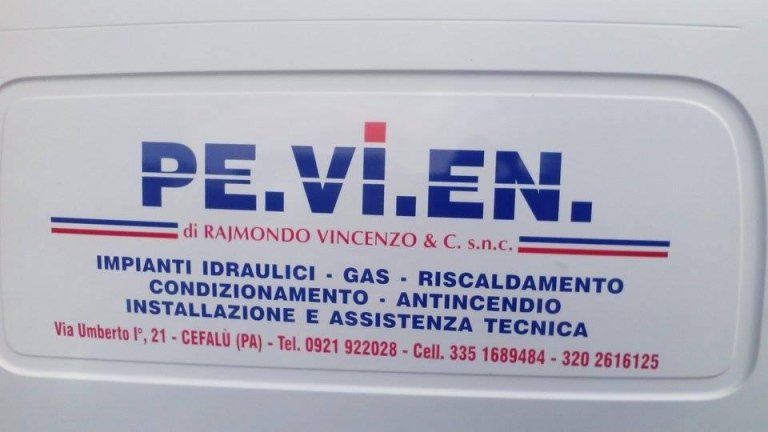 PE.Vi.EN.
di RAJMONDO VINCENZO & C. s.n.c.
IMPIANTI IDRAULICI - GAS - RISCALDAMENTO
CONDIZIONAMENTO - ANTINCENDIO
INSTALLAZIONE E ASSISTENZA TECNICA
Via Umberto I°, 21 - CEFALÙ (PA) - Tel. 0921 922028 - Cell. 335 1689484 - 320 2616125